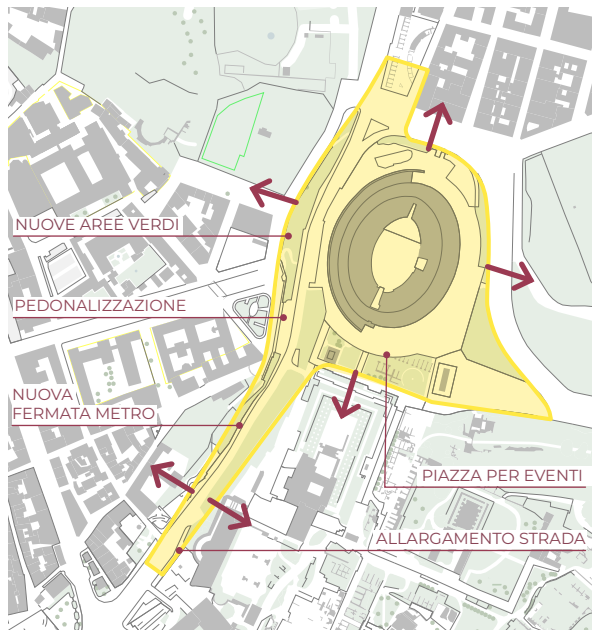 NUOVE AREE VERDI
PEDONALIZZAZIONE
NUOVA
FERMATA METRO
PIAZZA PER EVENTI
ALLARGAMENTO STRADA